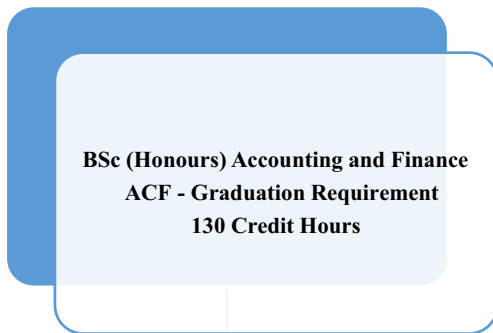 BSc (Honours) Accounting and Finance
ACF - Graduation Requirement
130 Credit Hours